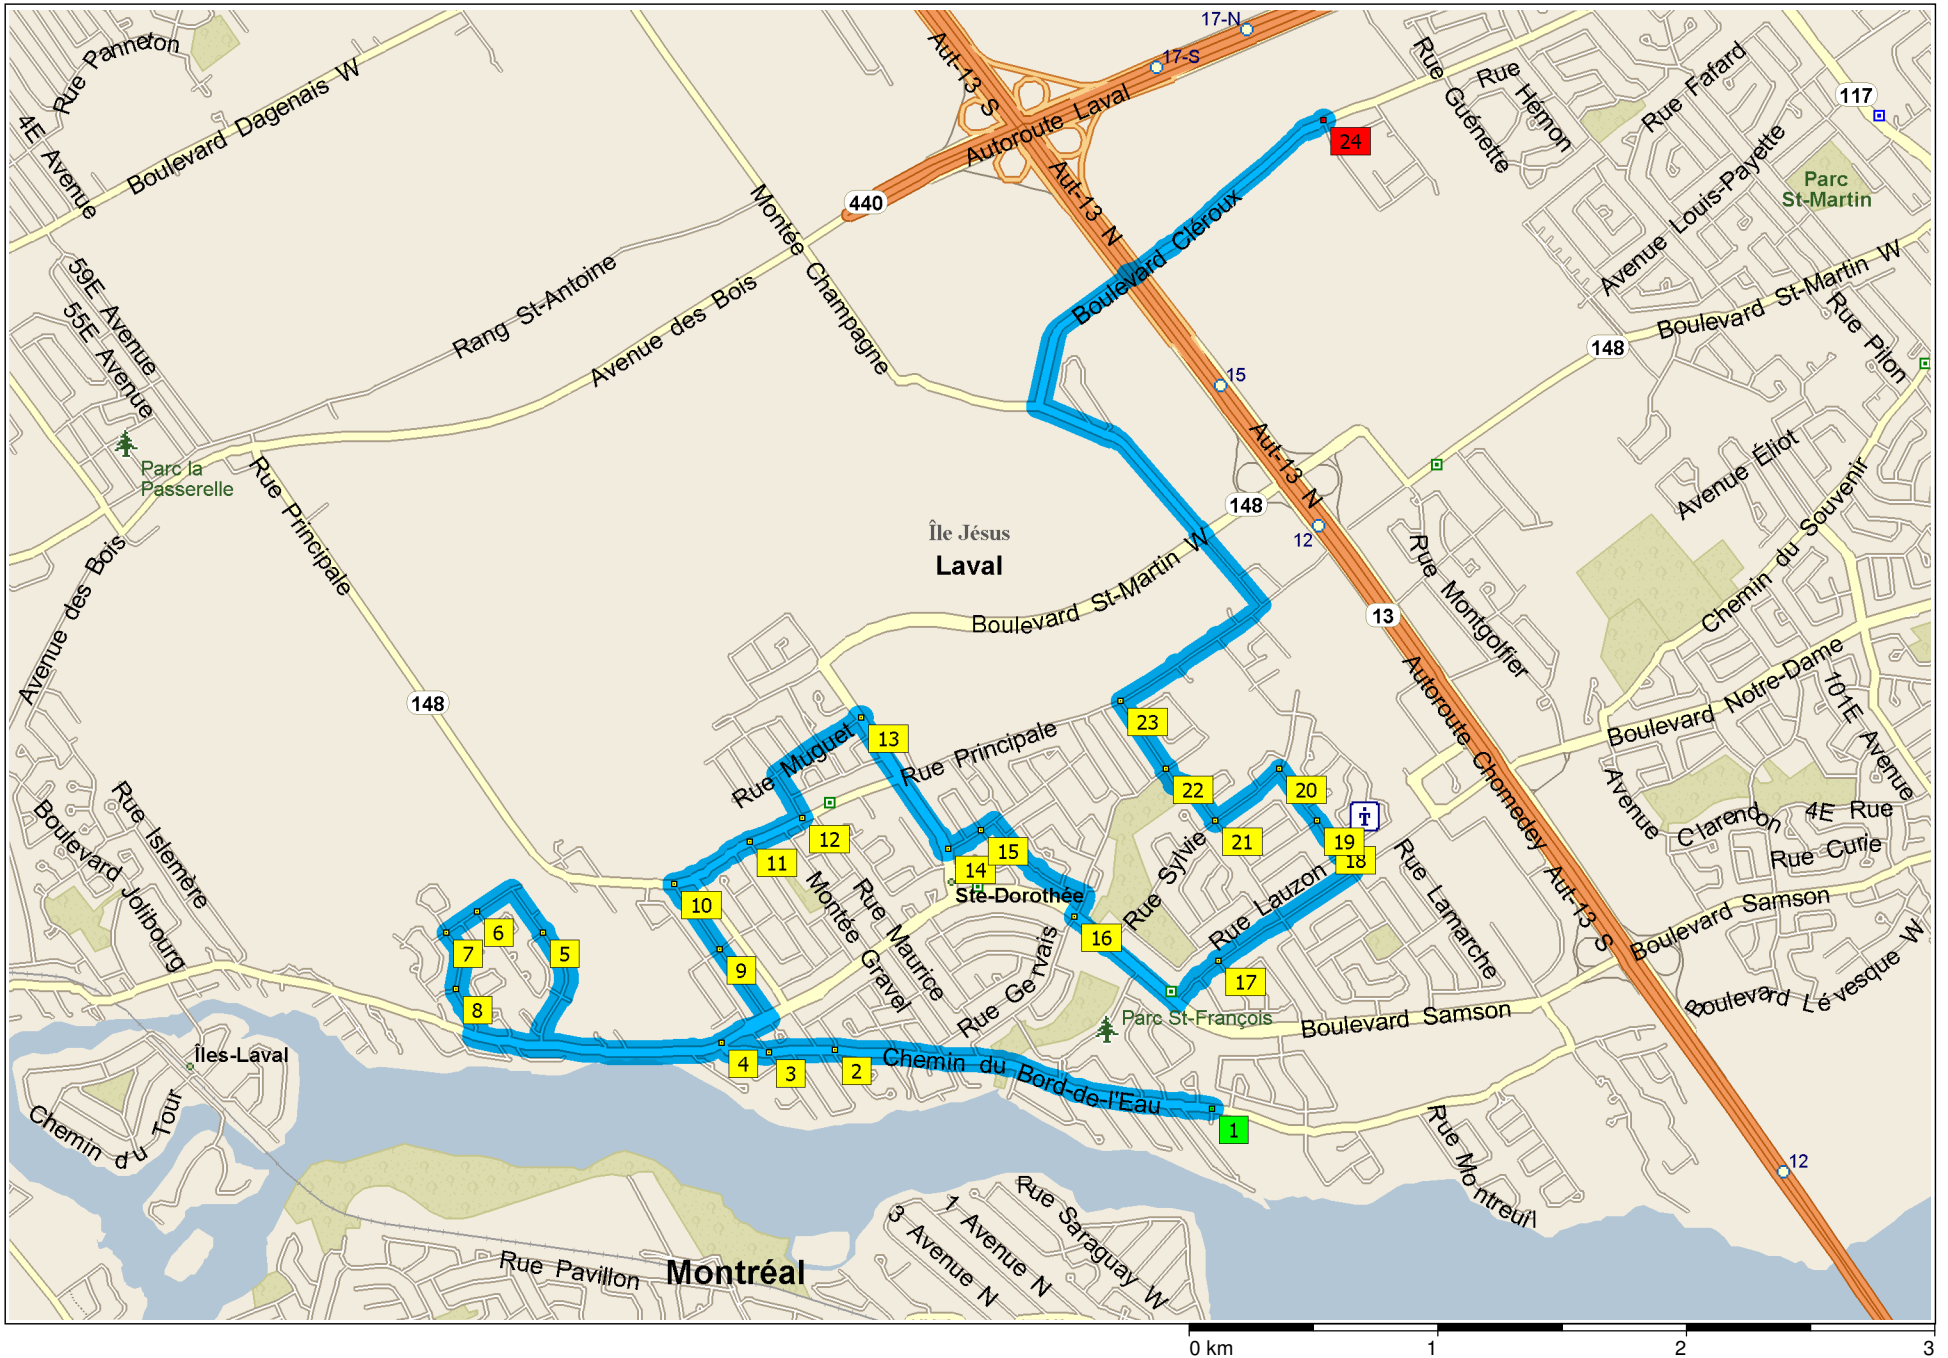 17-N
17-S
Rue Panneton
Aut-13 S
Rue Guénette
Rue Hémon
Rue Fafard
117
Boulevard Dagenais W
4E Avenue
Autoroute Laval
24
440
Aut-13 N
Avenue Louis-Payette
Parc
St-Martin
Montée Champagne
Boulevard Cléroux
59E Avenue
55E Avenue
Rang St-Antoine
Avenue des Bois
Boulevard St-Martin W
Rue Pilon
148
15
Parc la
Passerelle
Rue Principale
Aut-13 N
148
12
Avenue Éliot
Chemin du Souvenir
Île Jésus
Laval
Avenue des Bois
Boulevard St-Martin W
Rue Montgolfier
13
148
Autoroute Chomedey
Boulevard Notre-Dame
101E Avenue
Rue Muguet
13
Rue Principale
23
22
20
Avenue
Clarendon
4E Rue
Rue Curie
Boulevard Jolibourg
Rue Islemère
11
12
14
15
Ste-Dorothée
Rue Sylvie
21
19
18
Rue Lauzon
Rue Lamarche
Aut-13 S
Boulevard Samson
10
Montée Gravel
Rue Maurice
Rue Gervais
16
17
6
7
5
8
9
Parc St-François
Boulevard Samson
Boulevard Lévesque W
Îles-Laval
4
3
2
Chemin du Bord-de-l'Eau
1
Chemin du Tour
Rue Montreuil
12
Rue Saraguay W
1 Avenue N
3 Avenue N
Rue Pavillon
Montréal
0 km 1 2 3